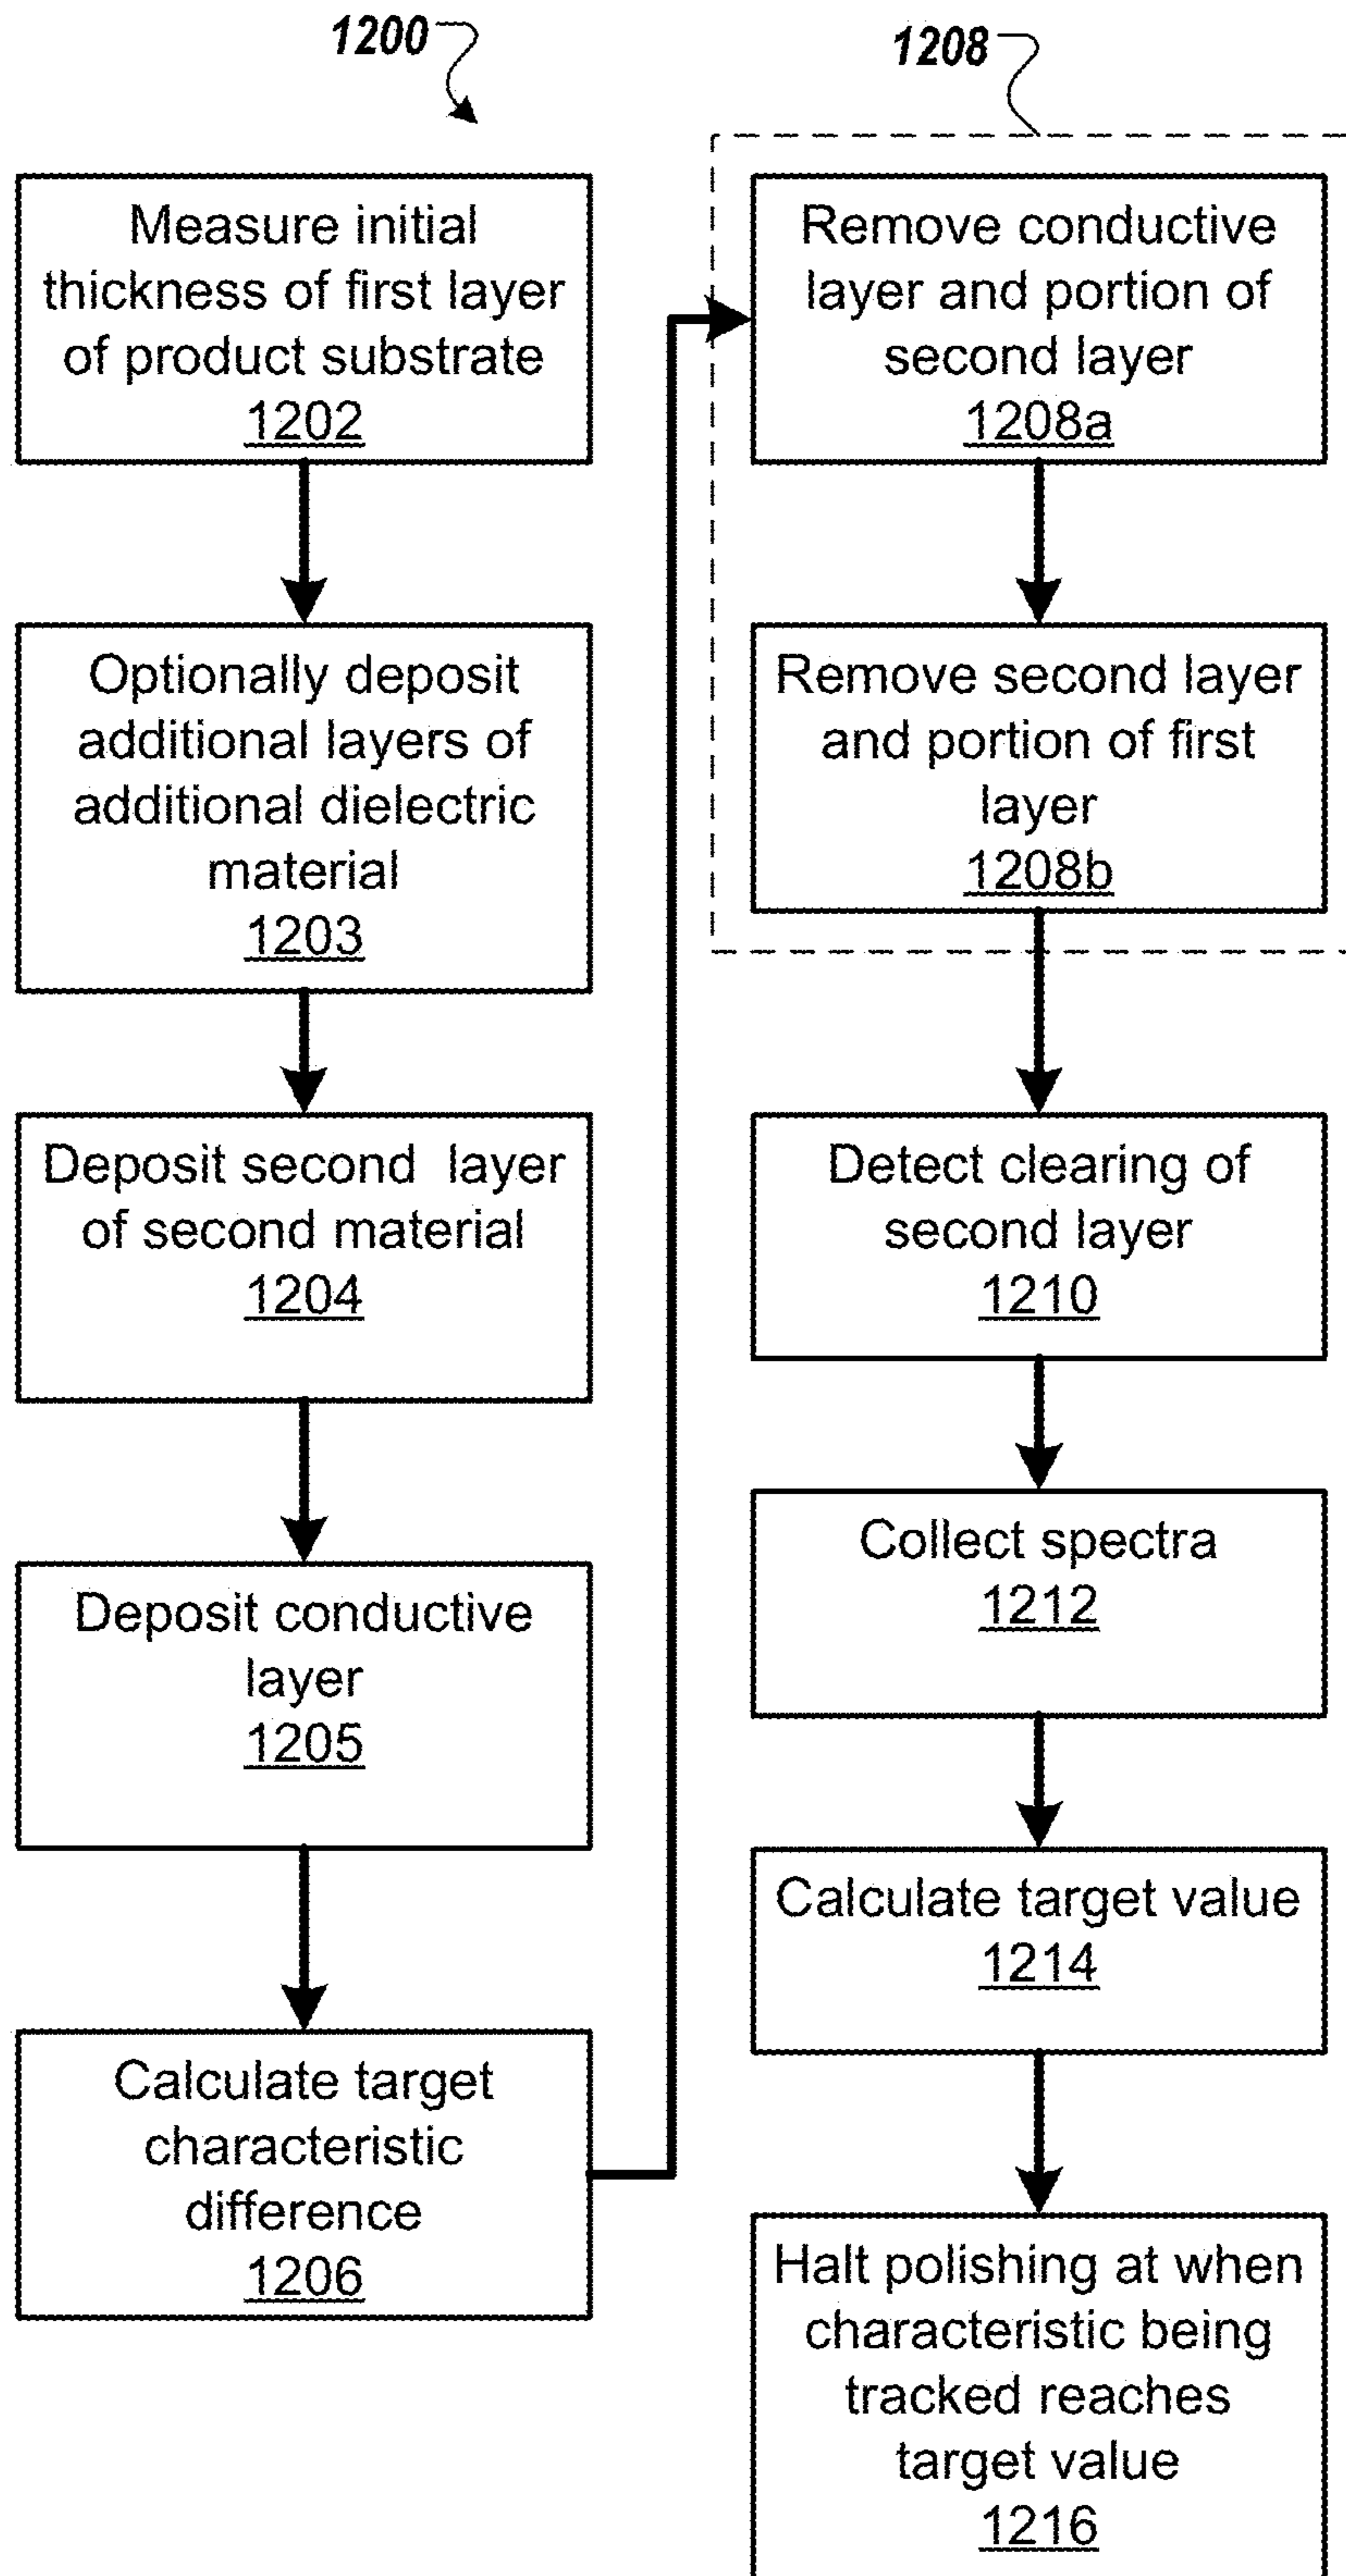 1200
1208
Measure initial
thickness of first layer
of product substrate
1202
Optionally deposit
additional layers of
additional dielectric
material
1203
Deposit second layer
of second material
1204
Deposit conductive
layer
1205
Calculate target
characteristic
difference
1206
Remove conductive
layer and portion of
second layer
1208a
Remove second layer
and portion of first
layer
1208b
Detect clearing of
second layer
1210
Collect spectra
1212
Calculate target value
1214
Halt polishing at when
characteristic being
tracked reaches
target value
1216